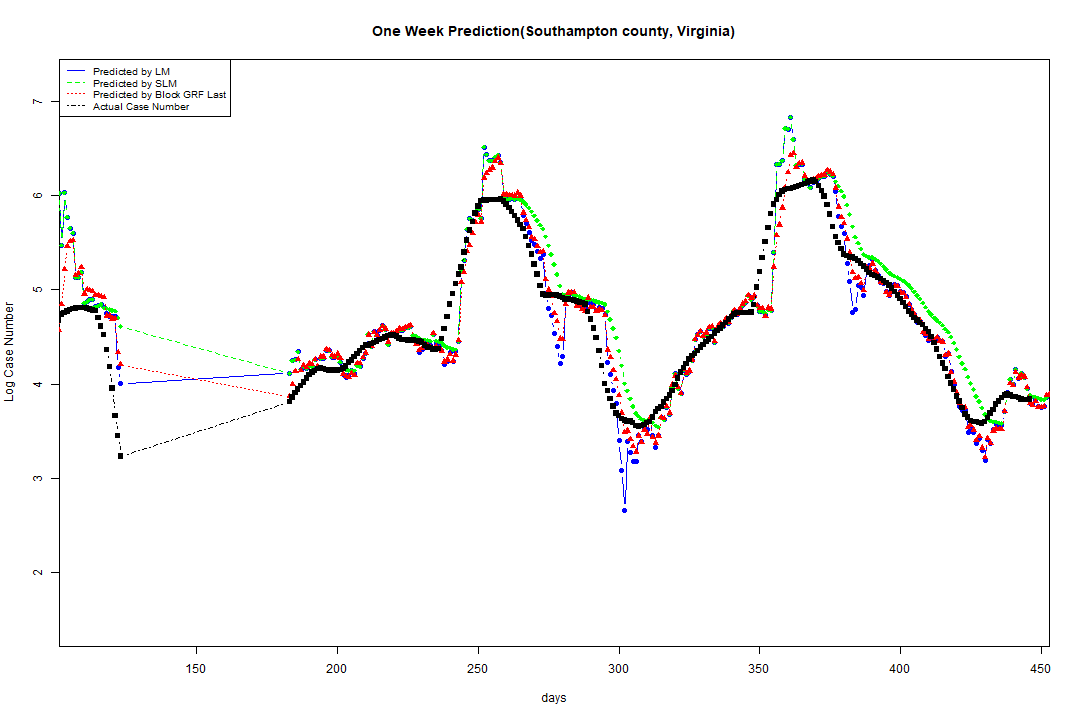 One Week Prediction(Southampton county, Virginia)
Predicted by LM
Predicted by SLM
Predicted by Block GRF Last
Actual Case Number
7
6
5
4
3
2
Log Case Number
150 200 250 300 350 400 450
days